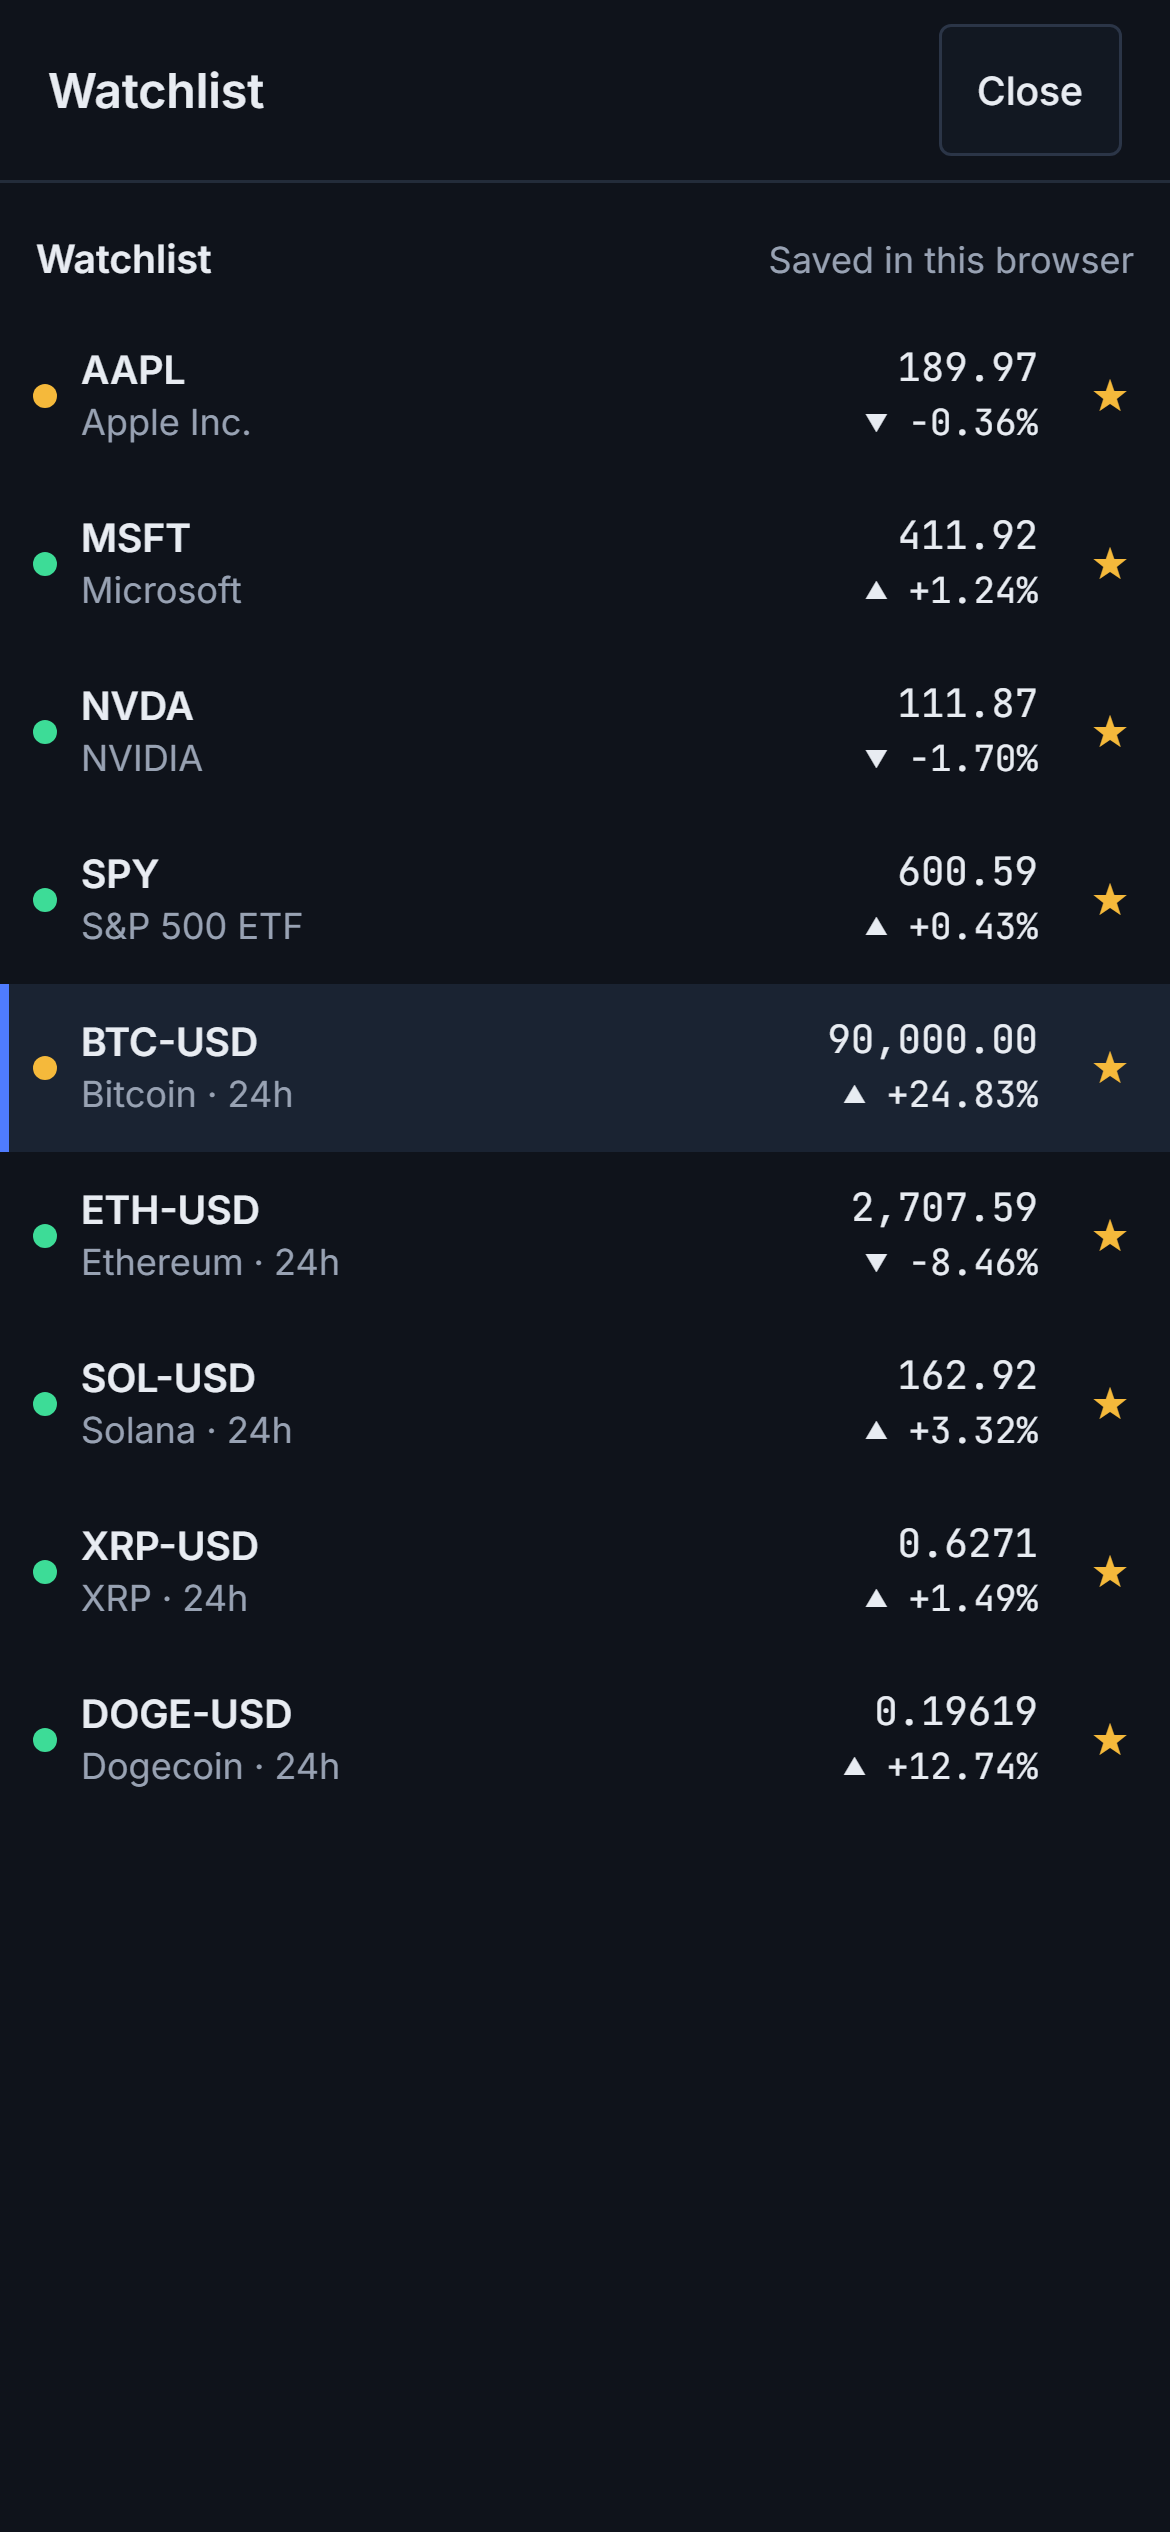 Watchlist
Close
Watchlist
Saved in this browser
AAPL
189.97
Apple Inc.
▼ -0.36%
★
MSFT
411.92
Microsoft
▲ +1.24%
★
NVDA
111.87
NVIDIA
▼ -1.70%
★
SPY
600.59
S&P 500 ETF
▲ +0.43%
★
BTC-USD
90,000.00
Bitcoin · 24h
▲ +24.83%
★
ETH-USD
2,707.59
Ethereum · 24h
▼ -8.46%
★
SOL-USD
162.92
Solana · 24h
▲ +3.32%
★
XRP-USD
0.6271
XRP · 24h
▲ +1.49%
★
DOGE-USD
0.19619
Dogecoin · 24h
▲ +12.74%
★